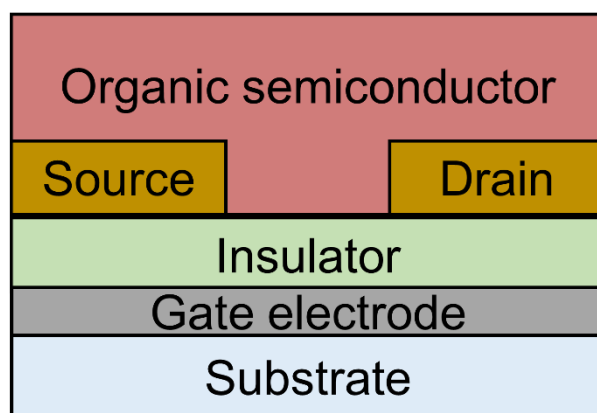 Organic semiconductor
Source Drain
Insulator
Gate electrode
Substrate